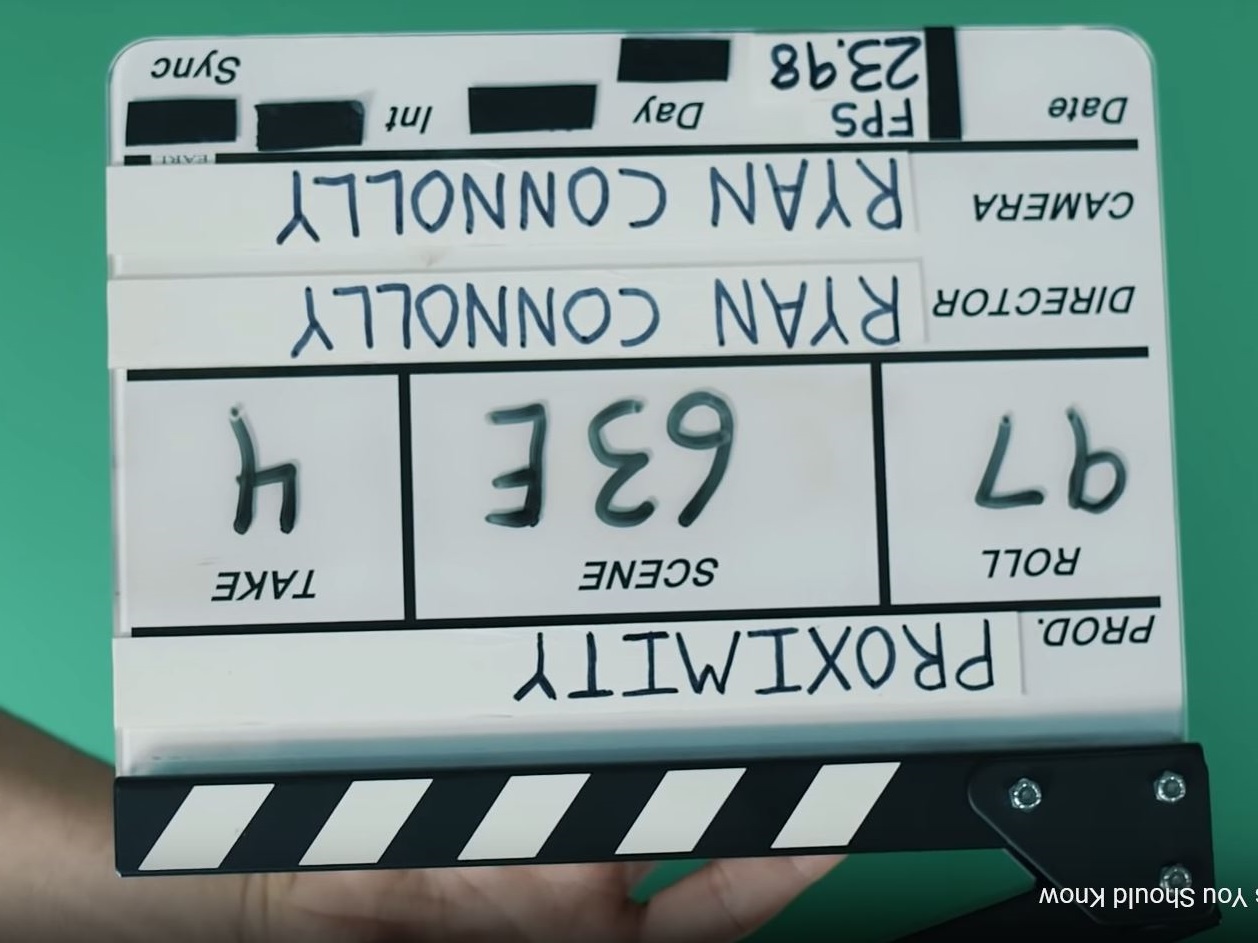 s You Should Know
PROD. PROXIMITY
ROLL SCENE TAKE
97 63E 4
DIRECTOR RYAN CONNOLLY
CAMERA RYAN CONNOLLY
Date FPS Day Int Sync
23.98